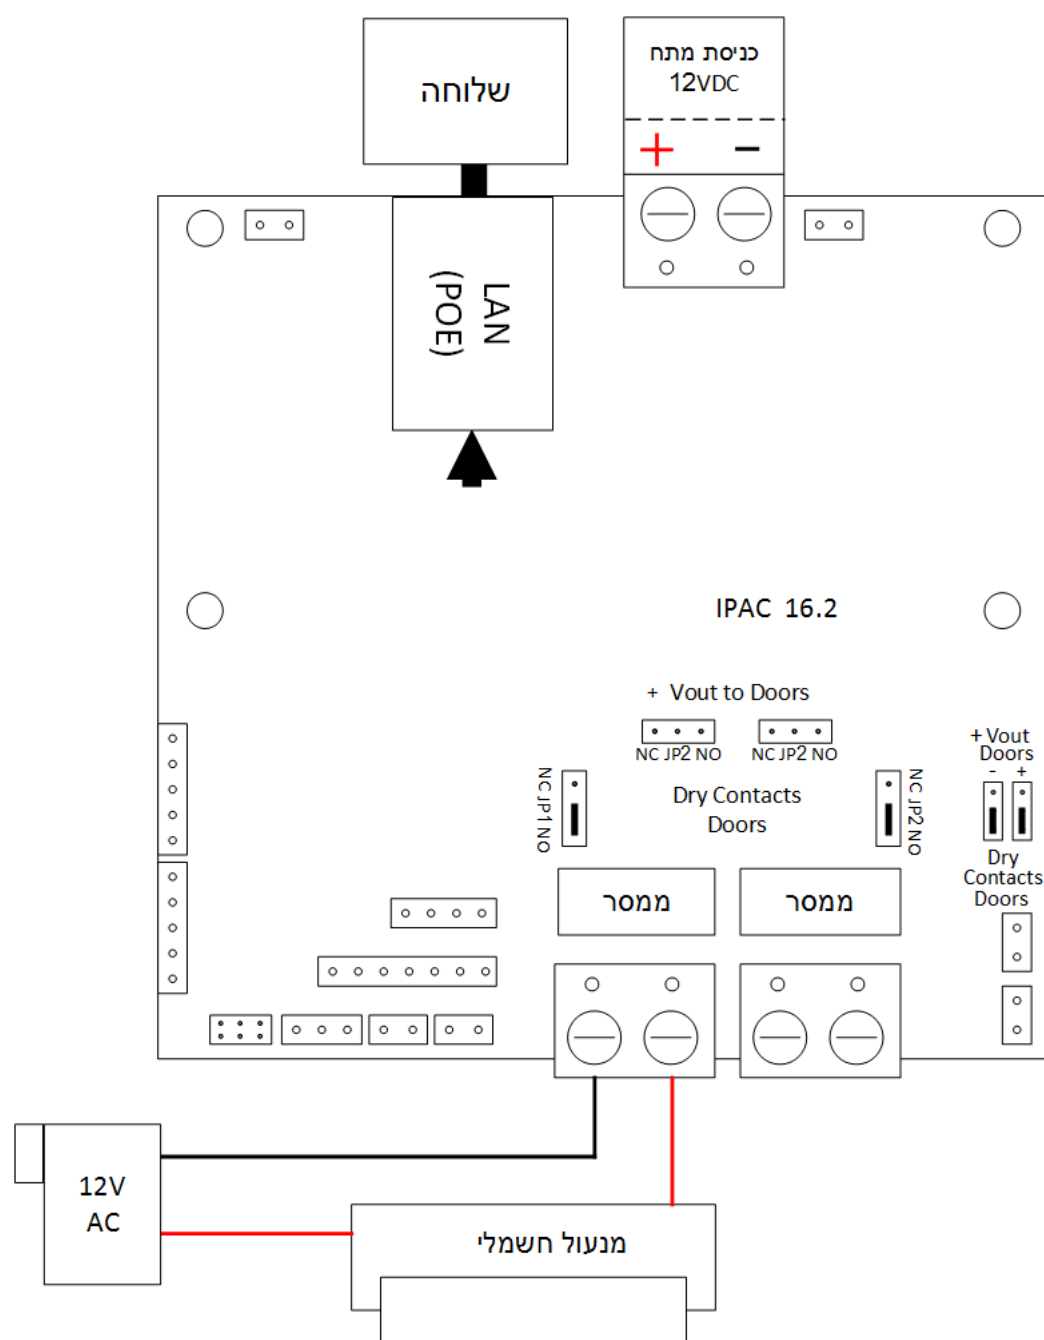 שלוחה
כניסת מתח
12VDC
+ -
LAN
(POE)
IPAC 16.2
+ Vout to Doors
NC JP2 NO
NC JP2 NO
+ Vout
Doors
- +
NC JP1 NO
Dry Contacts
Doors
NC JP2 NO
Dry
Contacts
Doors
ממסר
ממסר
12V
AC
מנעול חשמלי